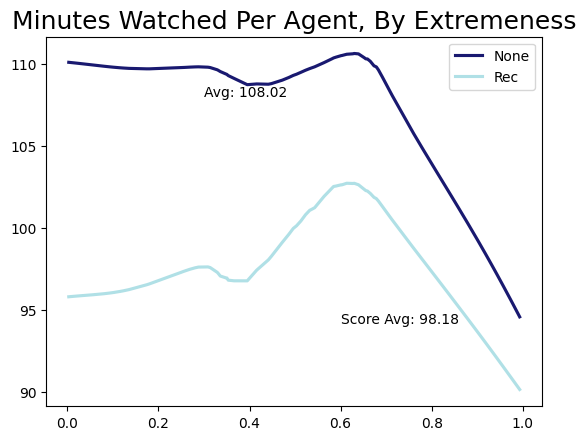 Minutes Watched Per Agent, By Extremeness
None
Rec
Avg: 108.02
Score Avg: 98.18
110
105
100
95
90
0.0 0.2 0.4 0.6 0.8 1.0